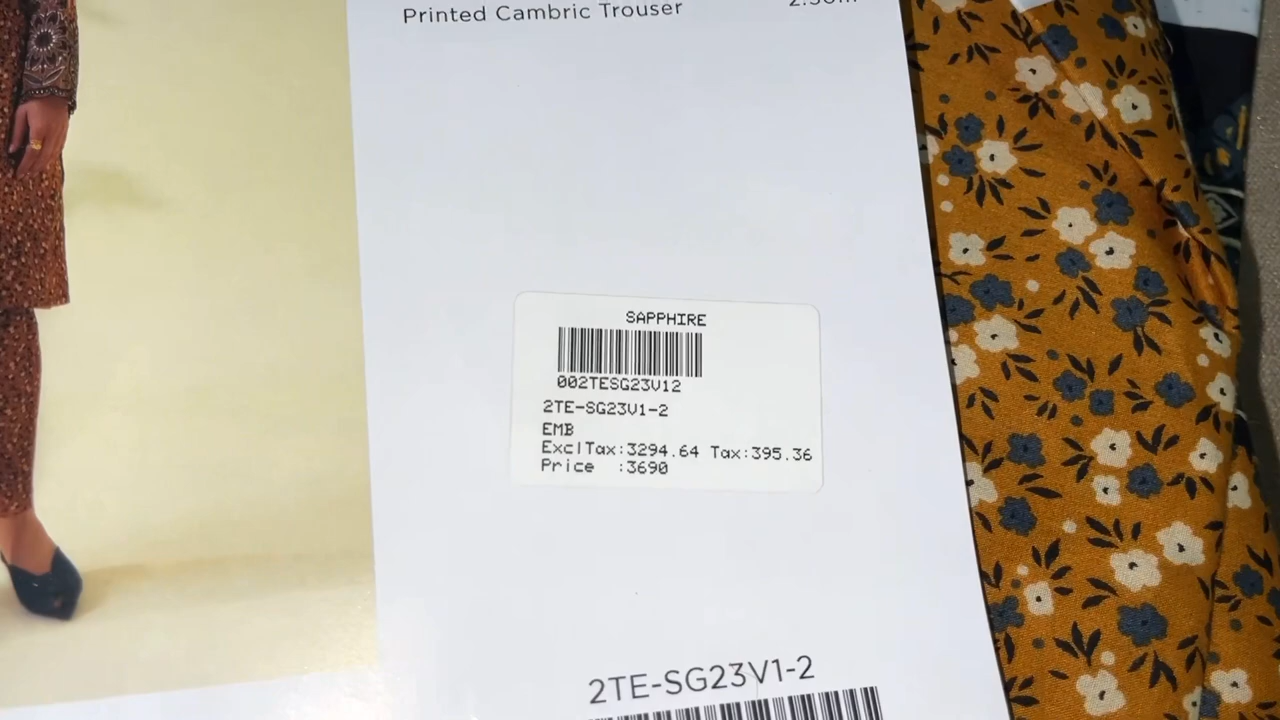 Printed Cambric Trouser
SAPPHIRE
002TESG23V12
2TE-SG23V1-2
EMB
ExclTax:3294.64 Tax:395.36
Price :3690
2TE-SG23V1-2